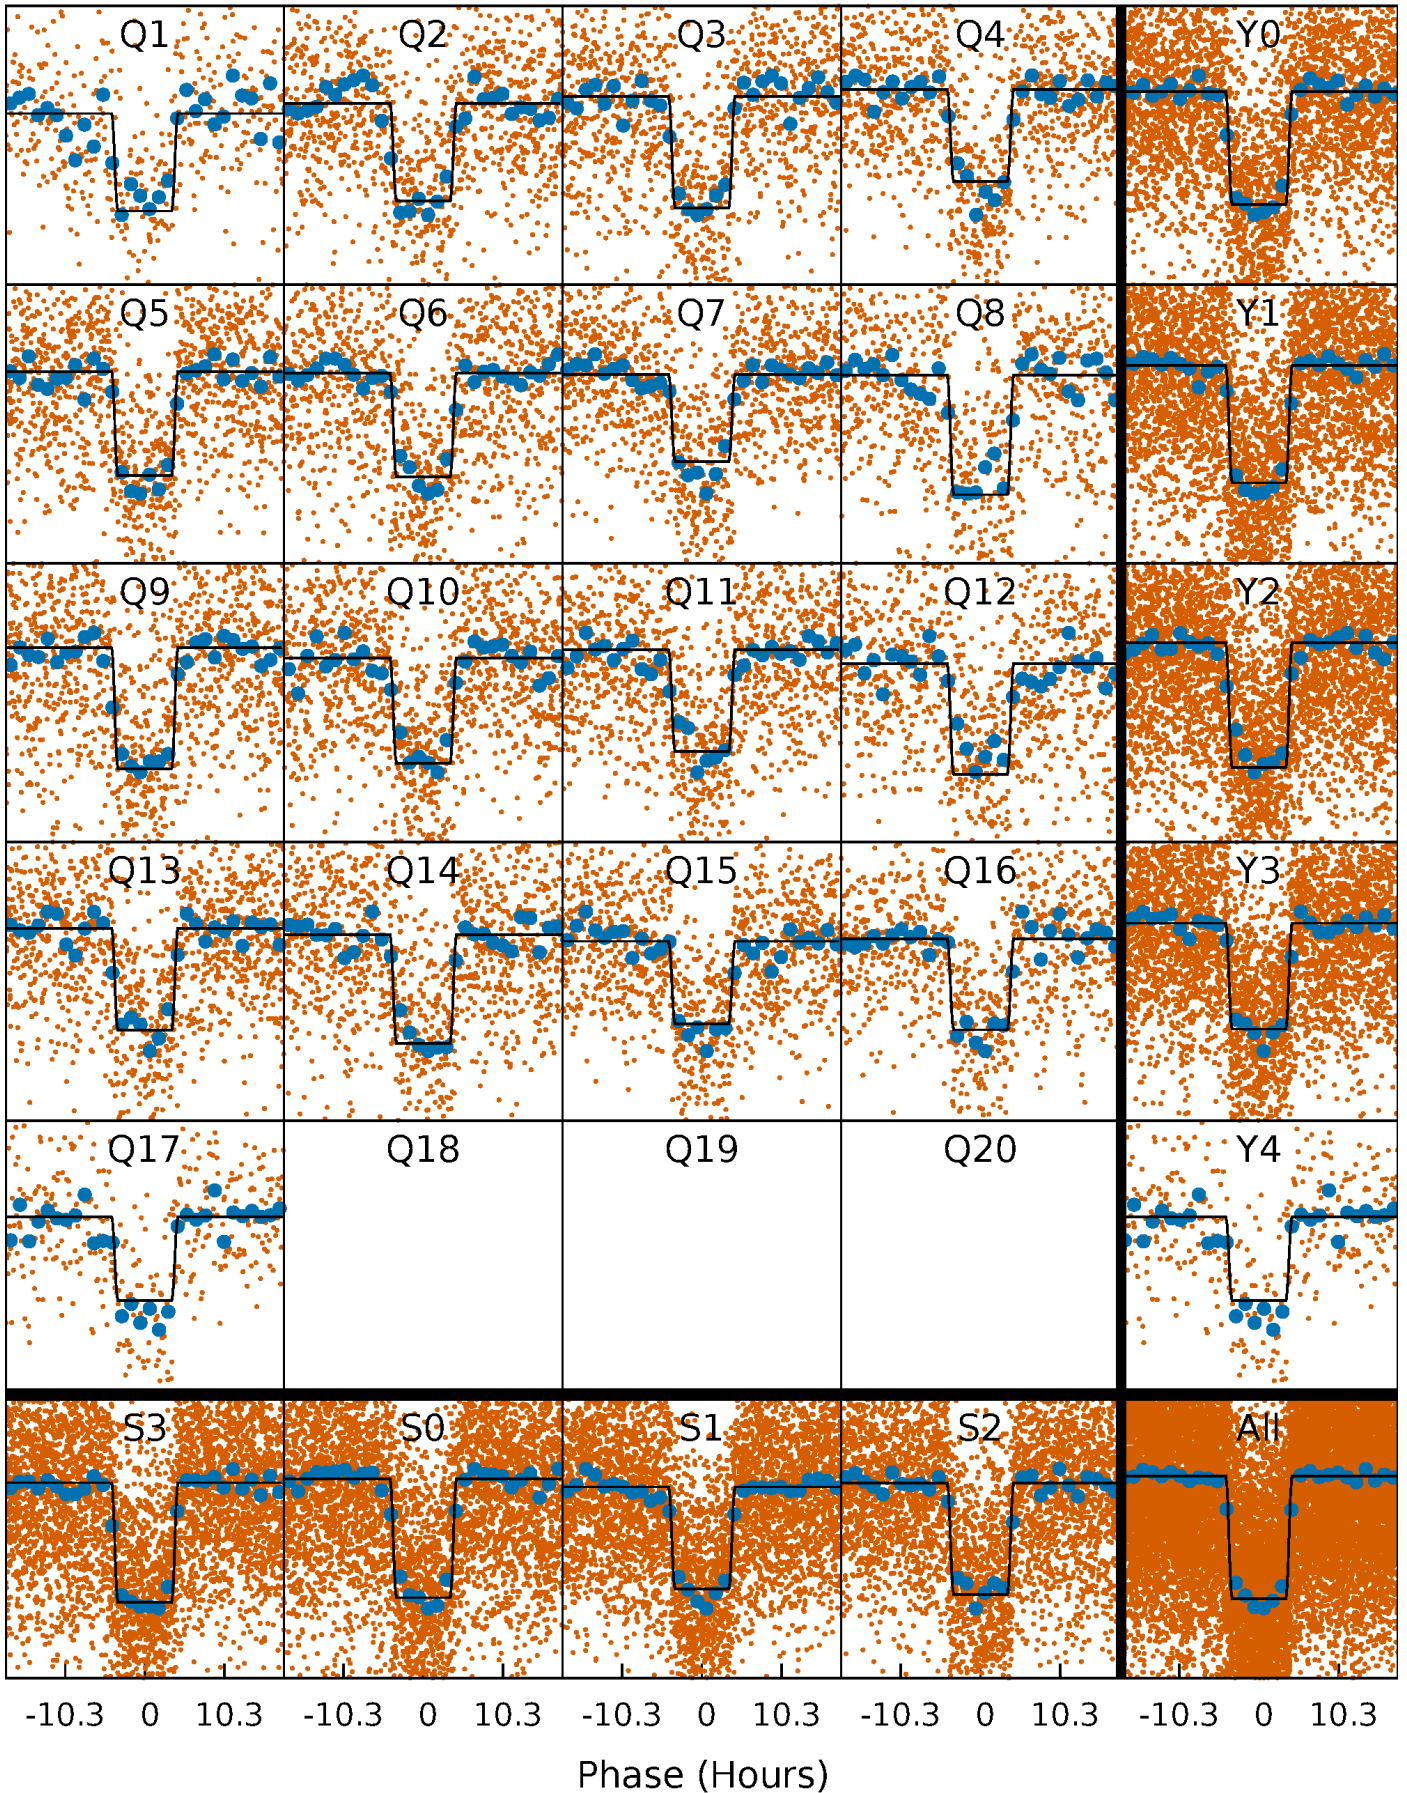 Q1 Q2 Q3 Q4 Y0
Q5 Q6 Q7 Q8 Y1
Q9 Q10 Q11 Q12 Y2
Q13 Q14 Q15 Q16 Y3
Q17 Q18 Q19 Q20 Y4
S3 S0 S1 S2 All
-10.3 0 10.3 -10.3 0 10.3 -10.3 0 10.3 -10.3 0 10.3 -10.3 0 10.3
Phase (Hours)